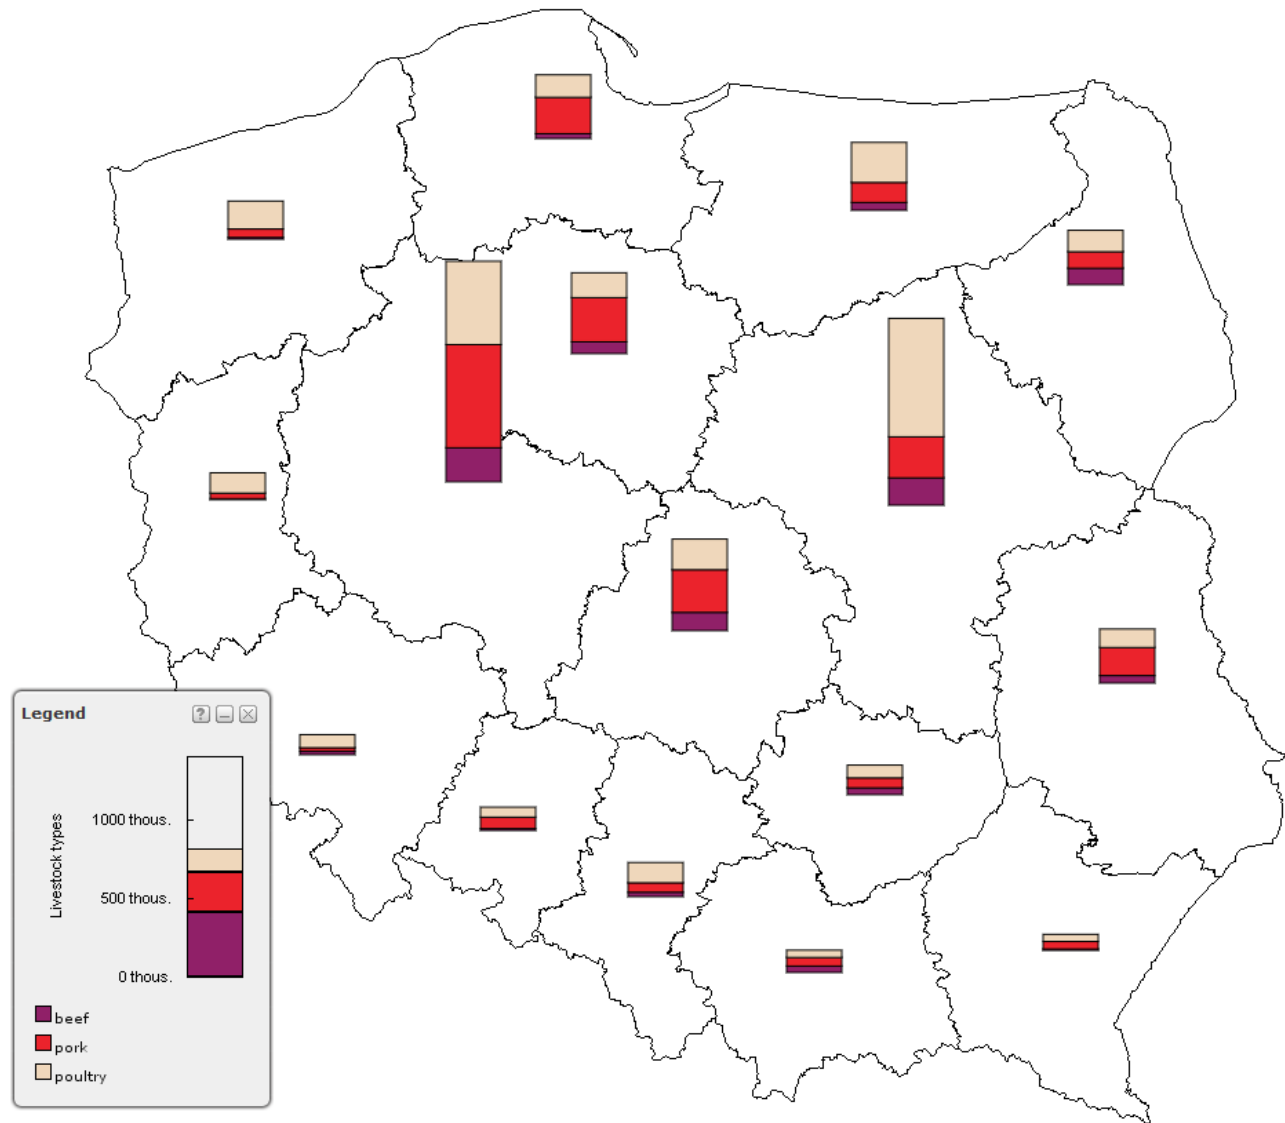 Legend
?
1000 thous.
Livestock types
500 thous.
0 thous.
beef
pork
poultry